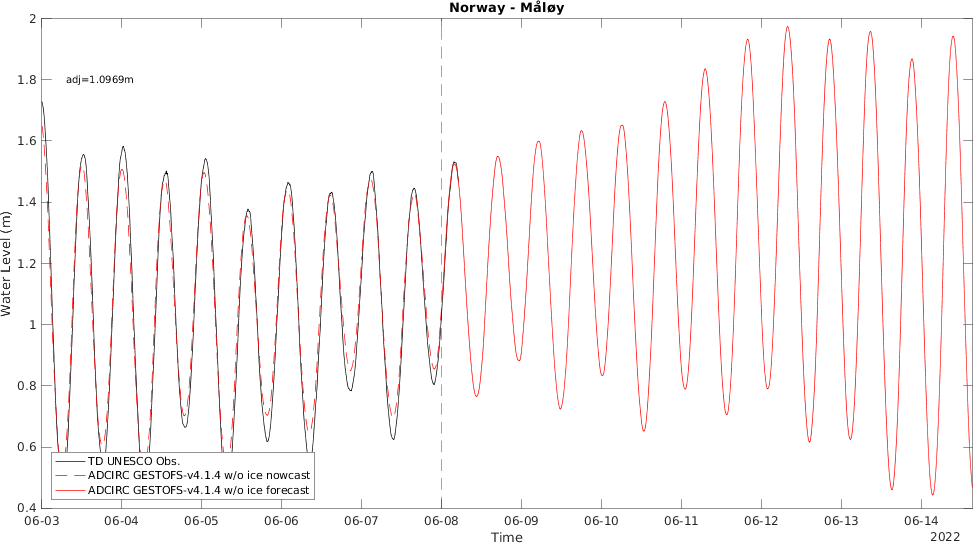 Norway - Måløy
2
1.8
1.6
1.4
1.2
1
0.8
0.6
0.4
Water Level (m)
adj=1.0969m
TD UNESCO Obs.
ADCIRC GESTOFS-v4.1.4 w/o ice nowcast
ADCIRC GESTOFS-v4.1.4 w/o ice forecast
06-03 06-04 06-05 06-06 06-07 06-08 06-09 06-10 06-11 06-12 06-13 06-14
Time
2022